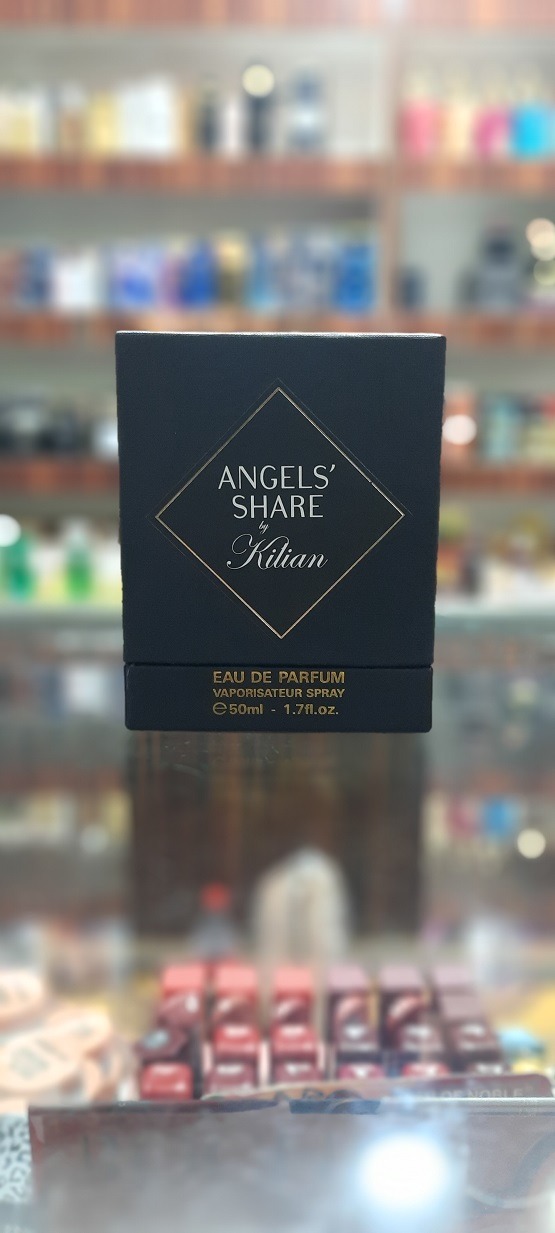 ANGELS'
SHARE
by
Kilian
EAU DE PARFUM
VAPORISATEUR SPRAY
℮50ml - 1.7fl.oz.